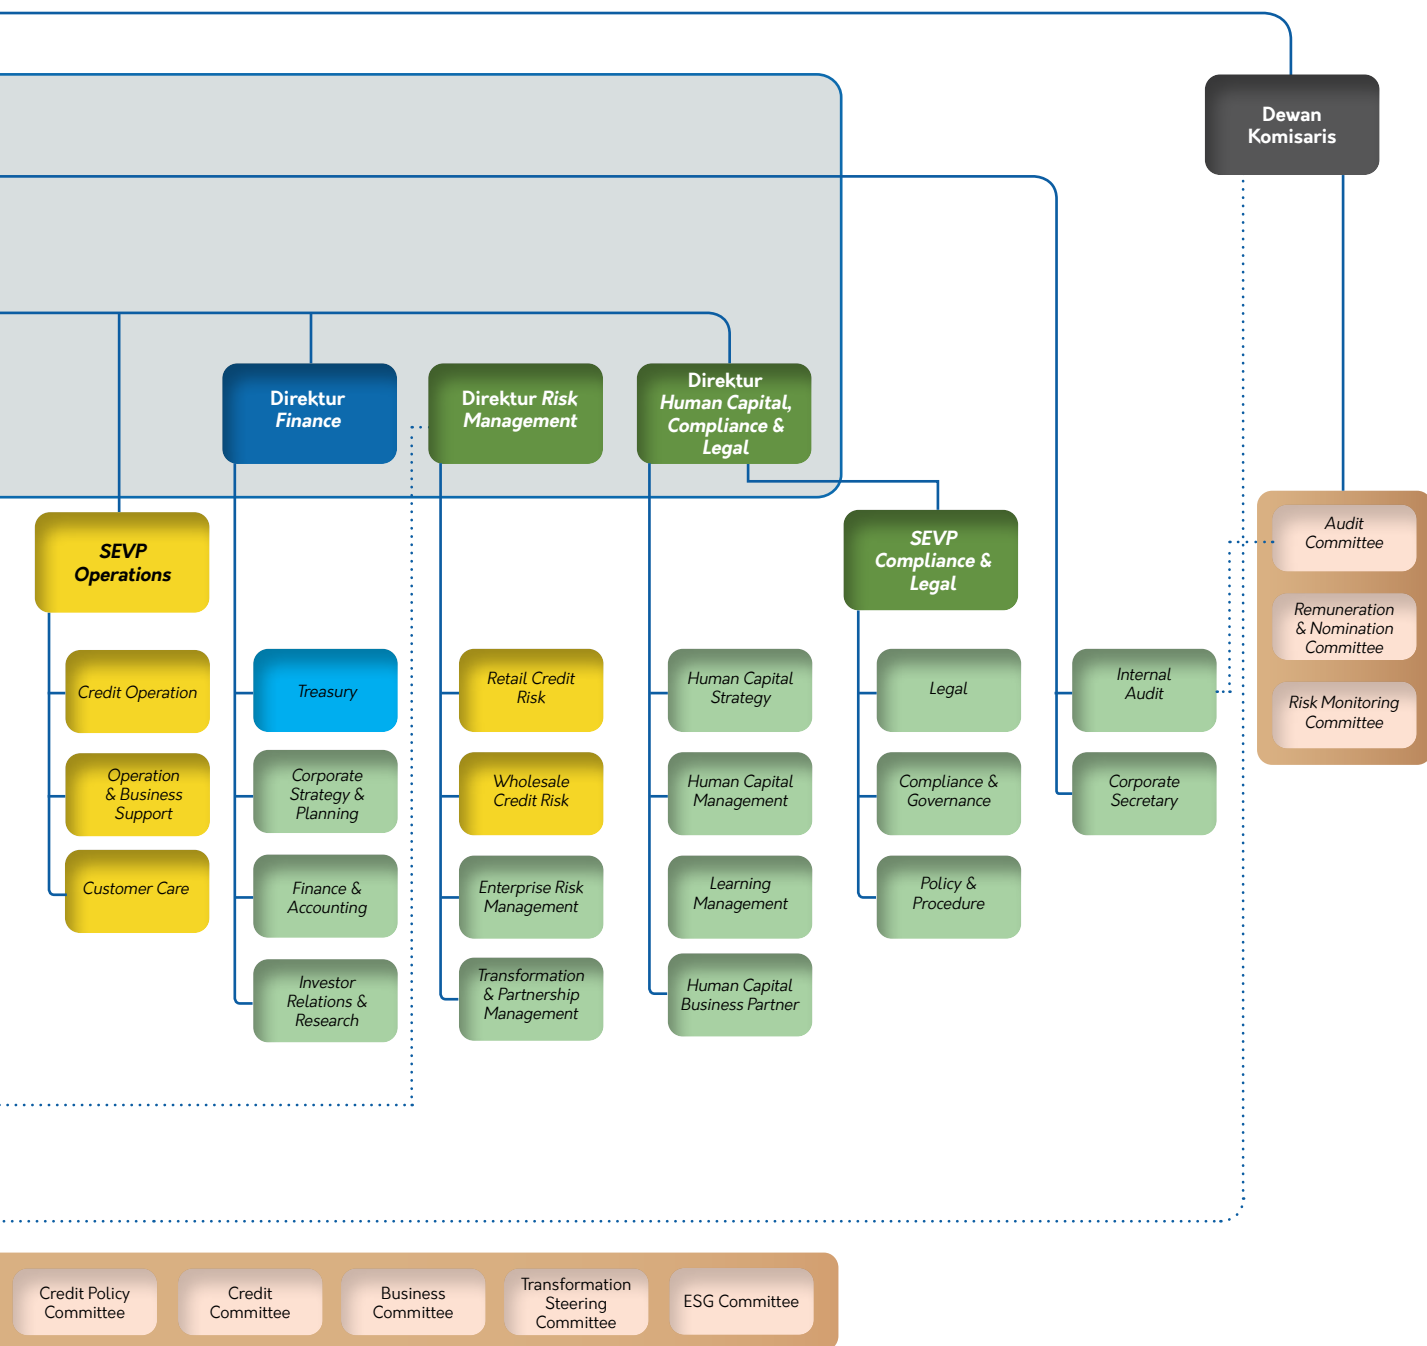 Dewan
Komisaris
Direktur
Finance
Direktur Risk
Management
Direktur
Human Capital,
Compliance &
Legal
SEVP
Operations
SEVP
Compliance &
Legal
Audit
Committee
Remuneration
& Nomination
Committee
Risk Monitoring
Committee
Credit Operation
Operation
& Business
Support
Customer Care
Treasury
Corporate
Strategy &
Planning
Finance &
Accounting
Investor
Relations &
Research
Retail Credit
Risk
Wholesale
Credit Risk
Enterprise Risk
Management
Transformation
& Partnership
Management
Human Capital
Strategy
Human Capital
Management
Learning
Management
Human Capital
Business Partner
Legal
Compliance &
Governance
Policy &
Procedure
Internal
Audit
Corporate
Secretary
Credit Policy
Committee
Credit
Committee
Business
Committee
Transformation
Steering
Committee
ESG Committee